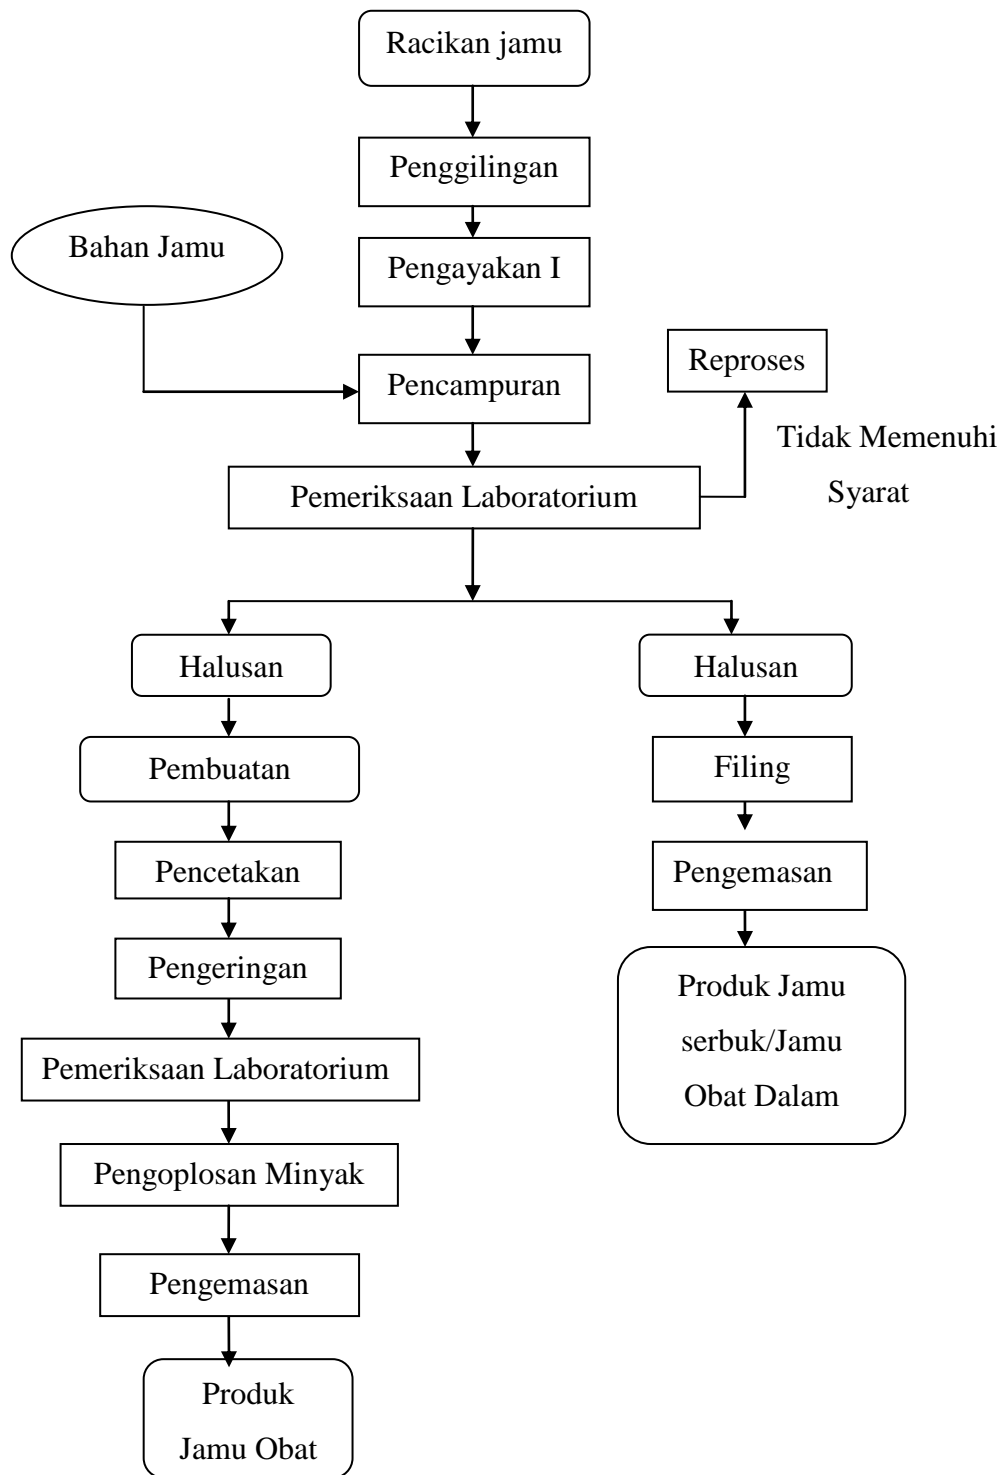 Racikan jamu
Penggilingan
Bahan Jamu
Pengayakan I
Reproses
Pencampuran
Tidak Memenuhi
Syarat
Pemeriksaan Laboratorium
Halusan
Halusan
Pembuatan
Filing
Pencetakan
Pengemasan
Pengeringan
Produk Jamu
serbuk/Jamu
Obat Dalam
Pemeriksaan Laboratorium
Pengoplosan Minyak
Pengemasan
Produk
Jamu Obat